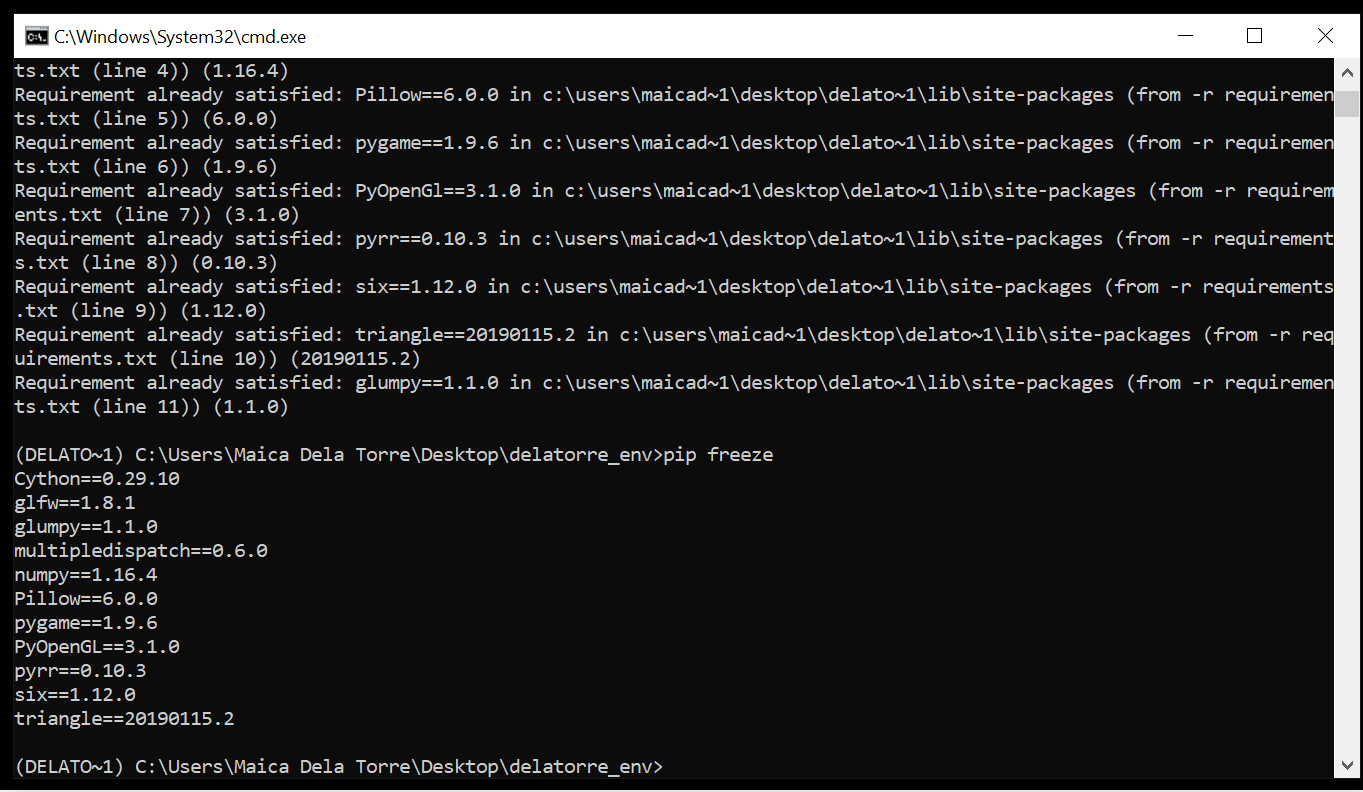 C:\Windows\System32\cmd.exe
ts.txt (line 4)) (1.16.4)
Requirement already satisfied: Pillow==6.0.0 in c:\users\maicad~1\desktop\delato~1\lib\site-packages (from -r requiremen
ts.txt (line 5)) (6.0.0)
Requirement already satisfied: pygame==1.9.6 in c:\users\maicad~1\desktop\delato~1\lib\site-packages (from -r requiremen
ts.txt (line 6)) (1.9.6)
Requirement already satisfied: PyOpenGl==3.1.0 in c:\users\maicad~1\desktop\delato~1\lib\site-packages (from -r requirem
ents.txt (line 7)) (3.1.0)
Requirement already satisfied: pyrr==0.10.3 in c:\users\maicad~1\desktop\delato~1\lib\site-packages (from -r requirement
s.txt (line 8)) (0.10.3)
Requirement already satisfied: six==1.12.0 in c:\users\maicad~1\desktop\delato~1\lib\site-packages (from -r requirements
.txt (line 9)) (1.12.0)
Requirement already satisfied: triangle==20190115.2 in c:\users\maicad~1\desktop\delato~1\lib\site-packages (from -r req
uirements.txt (line 10)) (20190115.2)
Requirement already satisfied: glumpy==1.1.0 in c:\users\maicad~1\desktop\delato~1\lib\site-packages (from -r requiremen
ts.txt (line 11)) (1.1.0)
(DELATO~1) C:\Users\Maica Dela Torre\Desktop\delatorre_env>pip freeze
Cython==0.29.10
glfw==1.8.1
glumpy==1.1.0
multipledispatch==0.6.0
numpy==1.16.4
Pillow==6.0.0
pygame==1.9.6
PyOpenGL==3.1.0
pyrr==0.10.3
six==1.12.0
triangle==20190115.2
(DELATO~1) C:\Users\Maica Dela Torre\Desktop\delatorre_env>